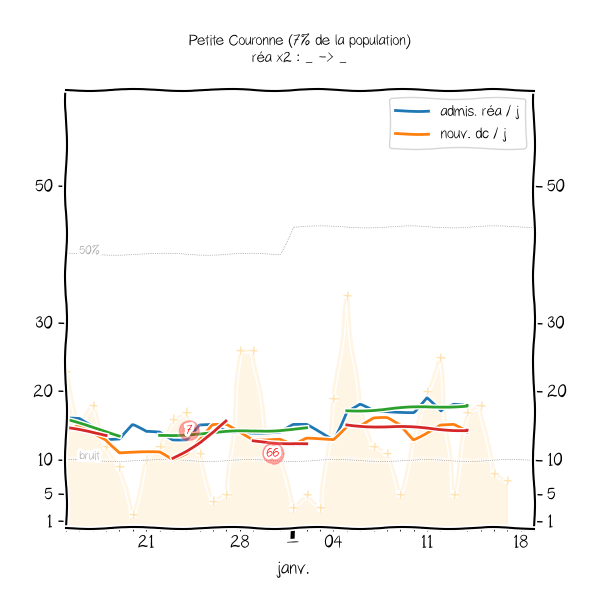 Petite Couronne (7% de la population)
réa x2 : _ -> _
admis. réa / j
nouv. dc / j
50 50
50%
30 30
20 20
7
66
bruit
10 10
5 5
1 1
21 28 1 04 11 18
janv.